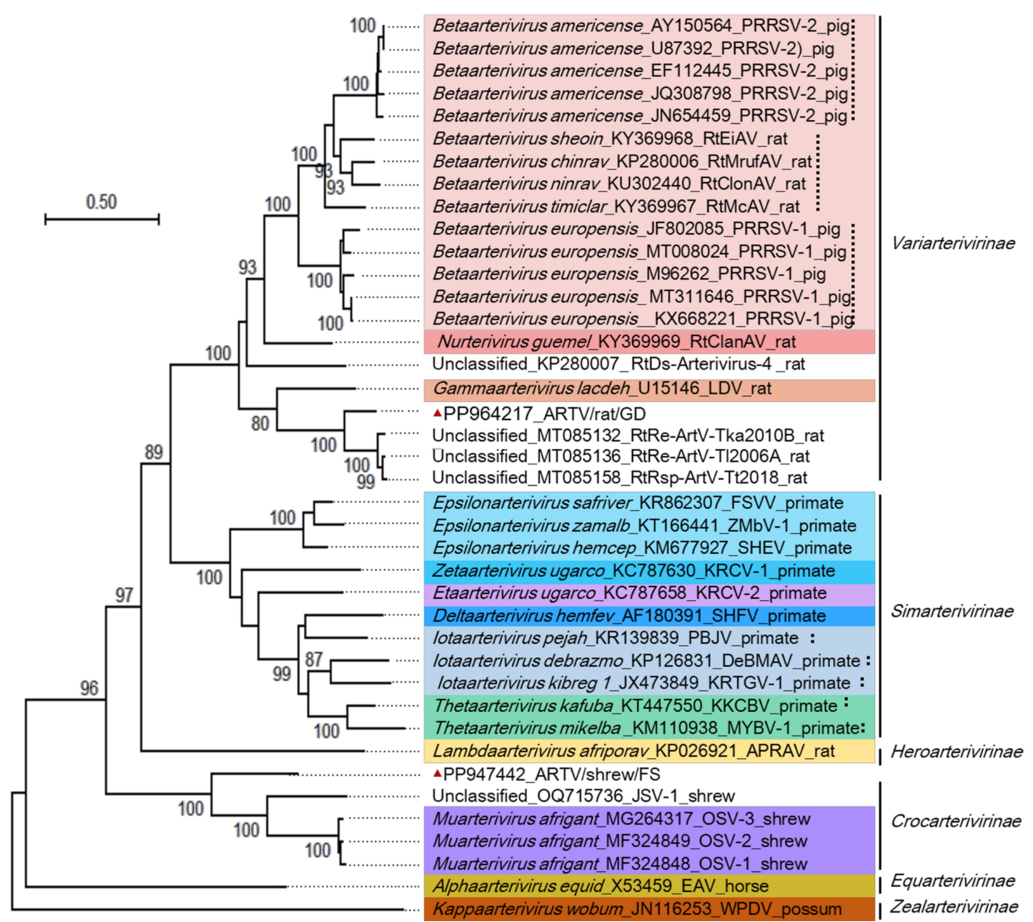 100
Betaarterivirus americense_AY150564_PRRSV-2_pig
Betaarterivirus americense_U87392_PRRSV-2)_pig
Betaarterivirus americense_EF112445_PRRSV-2_pig
100
Betaarterivirus americense_JQ308798_PRRSV-2_pig
Betaarterivirus americense_JN654459_PRRSV-2_pig
Betaarterivirus sheoin_KY369968_RtEiAV_rat
100
Betaarterivirus chinrav_KP280006_RtMrufAV_rat
93
Betaarterivirus ninrav_KU302440_RtClonAV_rat
93
0.50
Betaarterivirus timiclar_KY369967_RtMcAV_rat
100
Betaarterivirus europensis_JF802085_PRRSV-1_pig
Variarterivirinae
Betaarterivirus europensis_MT008024_PRRSV-1_pig
93
100
Betaarterivirus europensis_M96262_PRRSV-1_pig
Betaarterivirus europensis_MT311646_PRRSV-1_pig
100
Betaarterivirus europensis__KX668221_PRRSV-1_pig
Nurterivirus guemel_KY369969_RtClanAV_rat
100
Unclassified_KP280007_RtDs-Arterivirus-4 _rat
Gammaarterivirus lacdeh_U15146_LDV_rat
80
▲PP964217_ARTV/rat/GD
100
Unclassified_MT085132_RtRe-ArtV-Tka2010B_rat
89
Unclassified_MT085136_RtRe-ArtV-Tl2006A_rat
100
Unclassified_MT085158_RtRsp-ArtV-Tt2018_rat
99
Epsilonarterivirus safriver_KR862307_FSVV_primate
100
Epsilonarterivirus zamalb_KT166441_ZMbV-1_primate
Epsilonarterivirus hemcep_KM677927_SHEV_primate
100
Zetaarterivirus ugarco_KC787630_KRCV-1_primate
97
Etaarterivirus ugarco_KC787658_KRCV-2_primate
Deltaarterivirus hemfev_AF180391_SHFV_primate
Simarterivirinae
Iotaarterivirus pejah_KR139839_PBJV_primate
87
Iotaarterivirus debrazmo_KP126831_DeBMAV_primate
99
Iotaarterivirus kibreg 1_JX473849_KRTGV-1_primate
96
Thetaarterivirus kafuba_KT447550_KKCBV_primate
100
Thetaarterivirus mikelba_KM110938_MYBV-1_primate
Lambdaarterivirus afriporav_KP026921_APRAV_rat
Heroarterivirinae
▲PP947442_ARTV/shrew/FS
100
Unclassified_OQ715736_JSV-1_shrew
Muarterivirus afrigant_MG264317_OSV-3_shrew
Crocarterivirinae
100
Muarterivirus afrigant_MF324849_OSV-2_shrew
100
Muarterivirus afrigant_MF324848_OSV-1_shrew
Alphaarterivirus equid_X53459_EAV_horse
Equarterivirinae
Kappaarterivirus wobum_JN116253_WPDV_possum
Zealarterivirinae